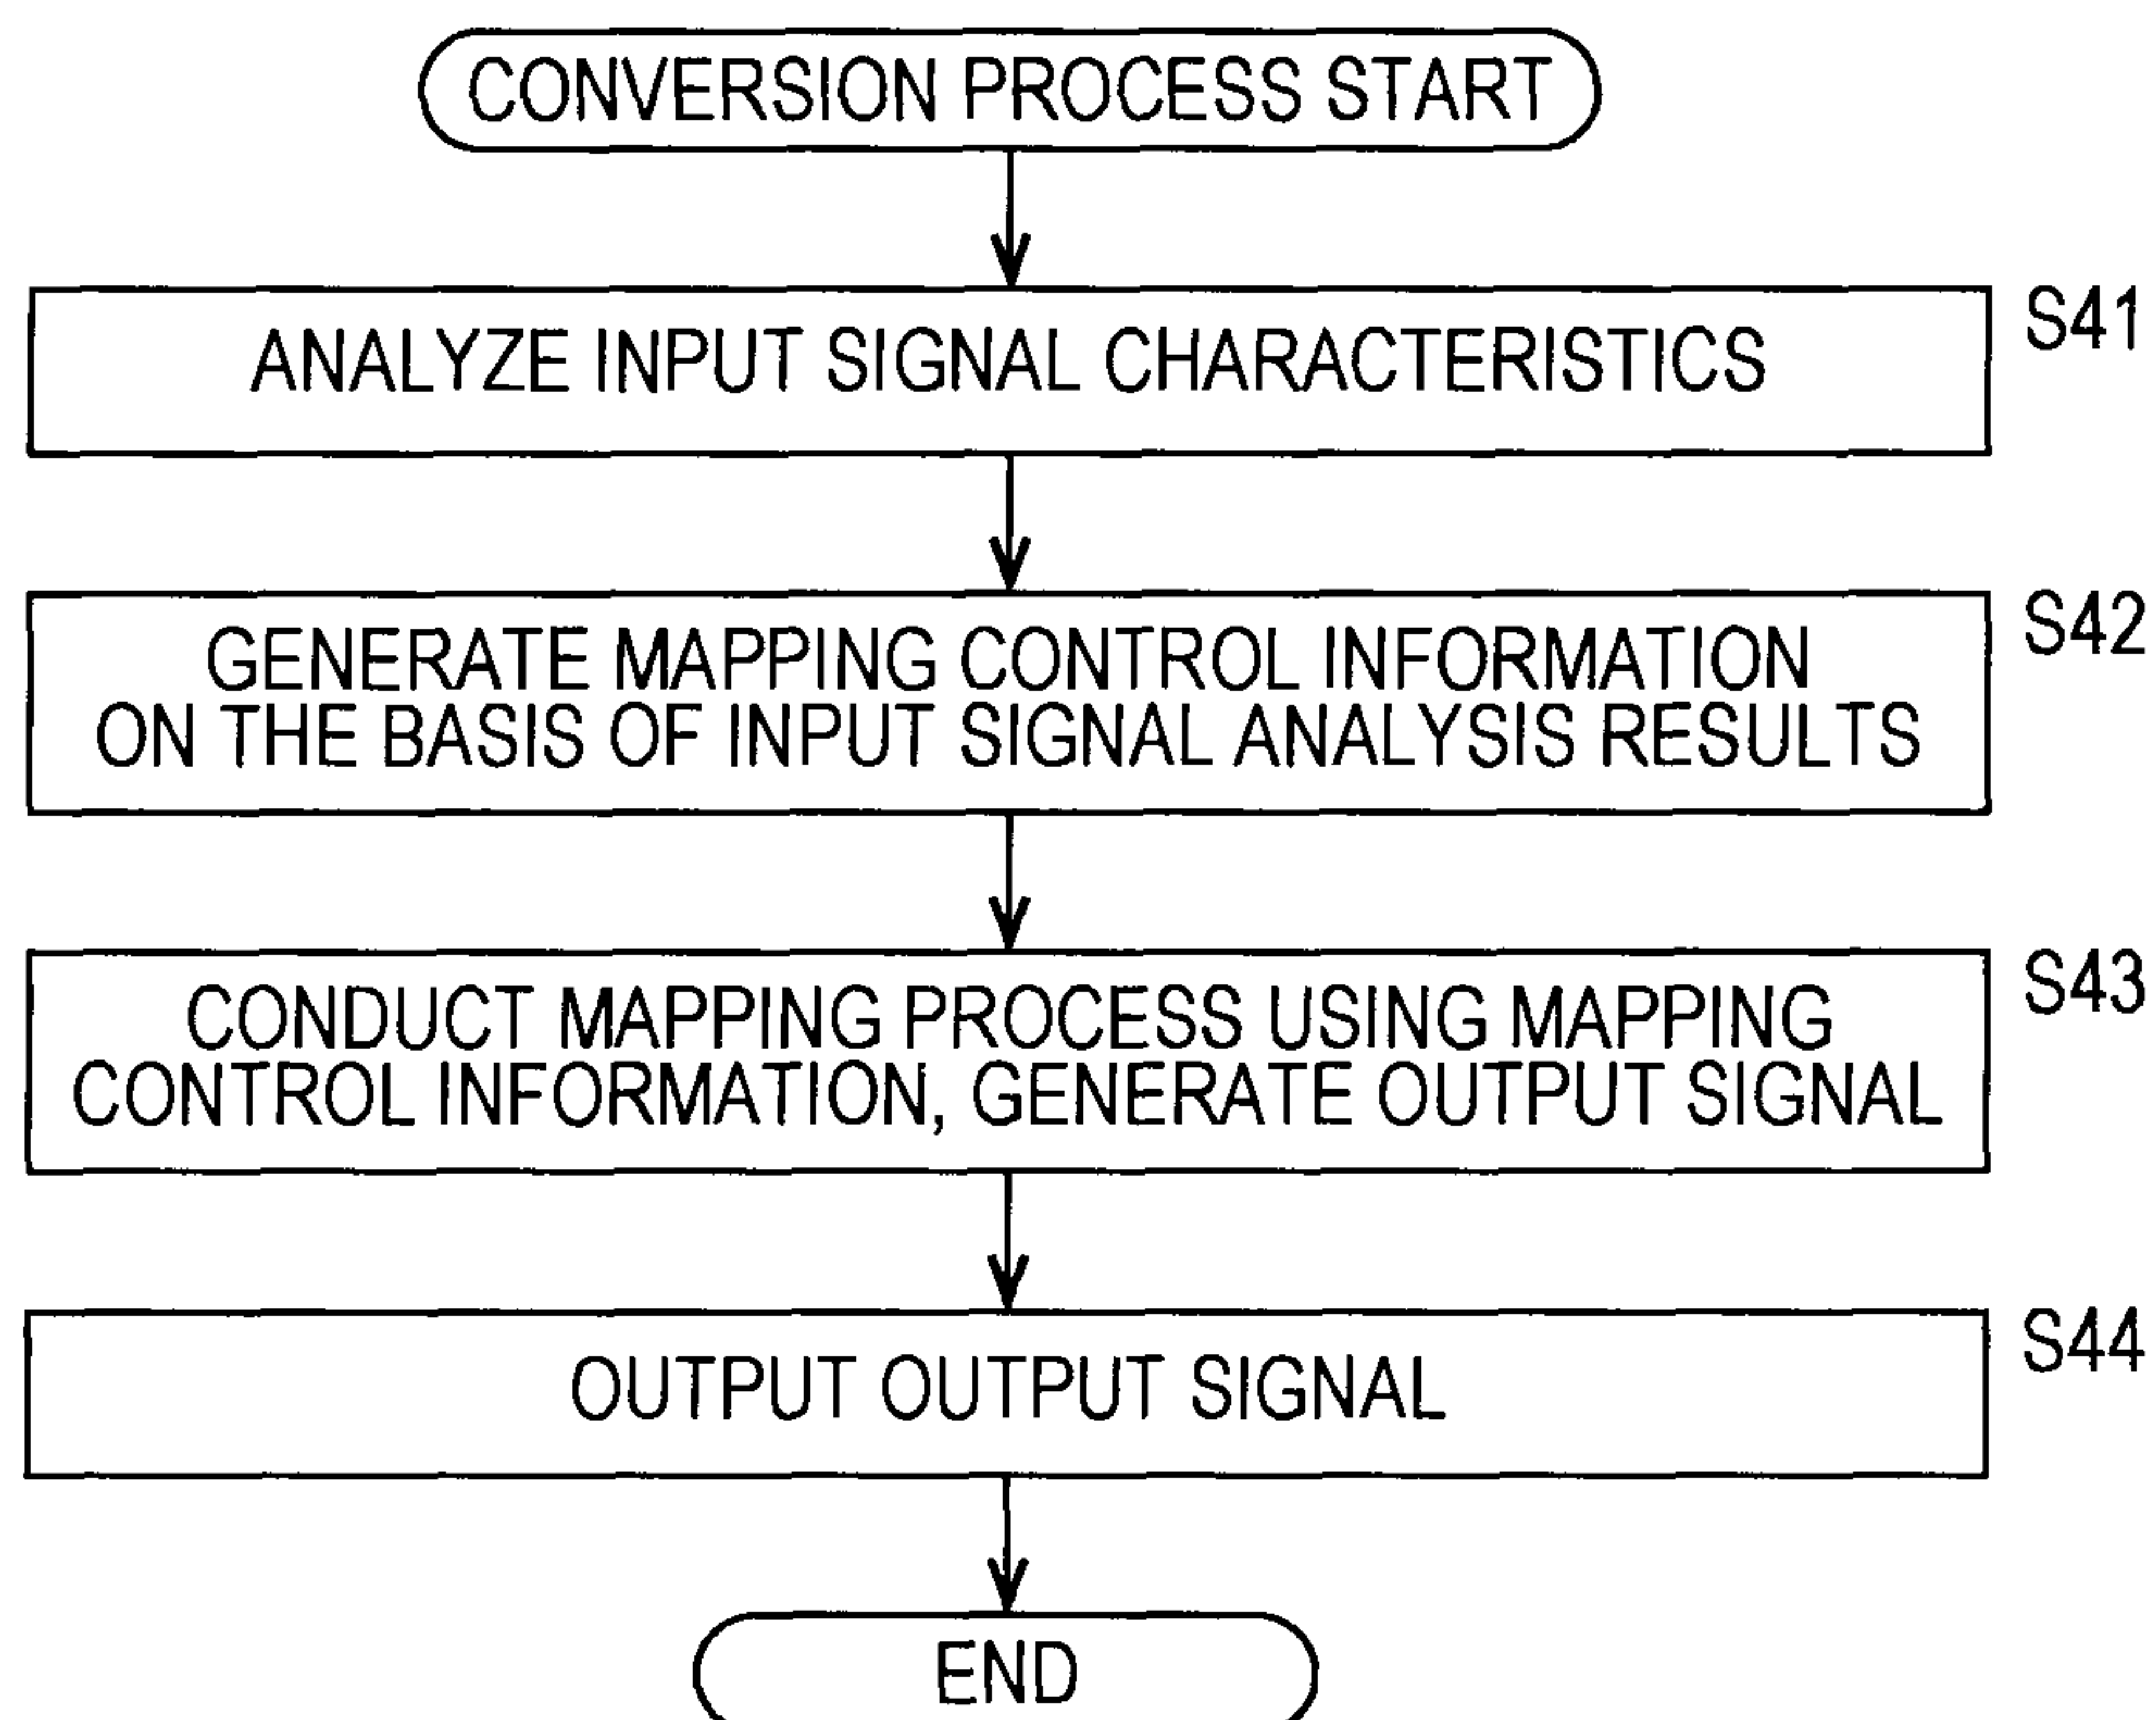 CONVERSION PROCESS START
ANALYZE INPUT SIGNAL CHARACTERISTICS
S41
GENERATE MAPPING CONTROL INFORMATION
ON THE BASIS OF INPUT SIGNAL ANALYSIS RESULTS
S42
CONDUCT MAPPING PROCESS USING MAPPING
CONTROL INFORMATION, GENERATE OUTPUT SIGNAL
S43
OUTPUT OUTPUT SIGNAL
S44
END